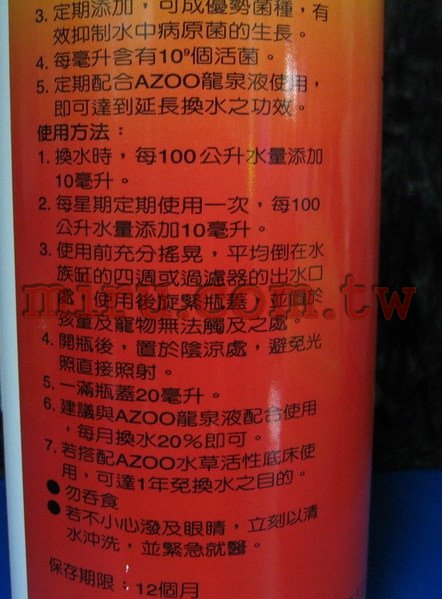 3. 定期添加，可成優勢菌種，有
效抑制水中病原菌的生長。
4. 每毫升含有10⁹個活菌。
5. 定期配合AZOO龍泉液使用，
即可達到延長換水之功效。
使用方法：
1. 換水時，每100公升水量添加
10毫升。
2. 每星期定期使用一次，每100
公升水量添加10毫升。
3. 使用前充分搖晃，平均倒在水
族缸的四週或過濾器的出水口
處，使用後旋緊瓶蓋，並置於
孩童及寵物無法觸及之處。
miru.com.tw
4. 開瓶後，置於陰涼處，避免光
照直接照射。
5. 一滿瓶蓋20毫升。
6. 建議與AZOO龍泉液配合使用
，每月換水20%即可。
7. 若搭配AZOO水草活性底床使
用，可達1年免換水之目的。
●勿吞食
●若不小心潑及眼睛，立刻以清
水沖洗，並緊急就醫。
保存期限：12個月